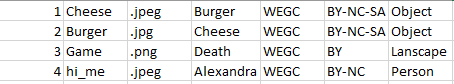 1 Cheese .jpeg Burger WEGC BY-NC-SA Object
2 Burger .jpg Cheese WEGC BY-NC-SA Object
3 Game .png Death WEGC BY Lanscape
4 hi_me .jpeg Alexandra WEGC BY-NC Person